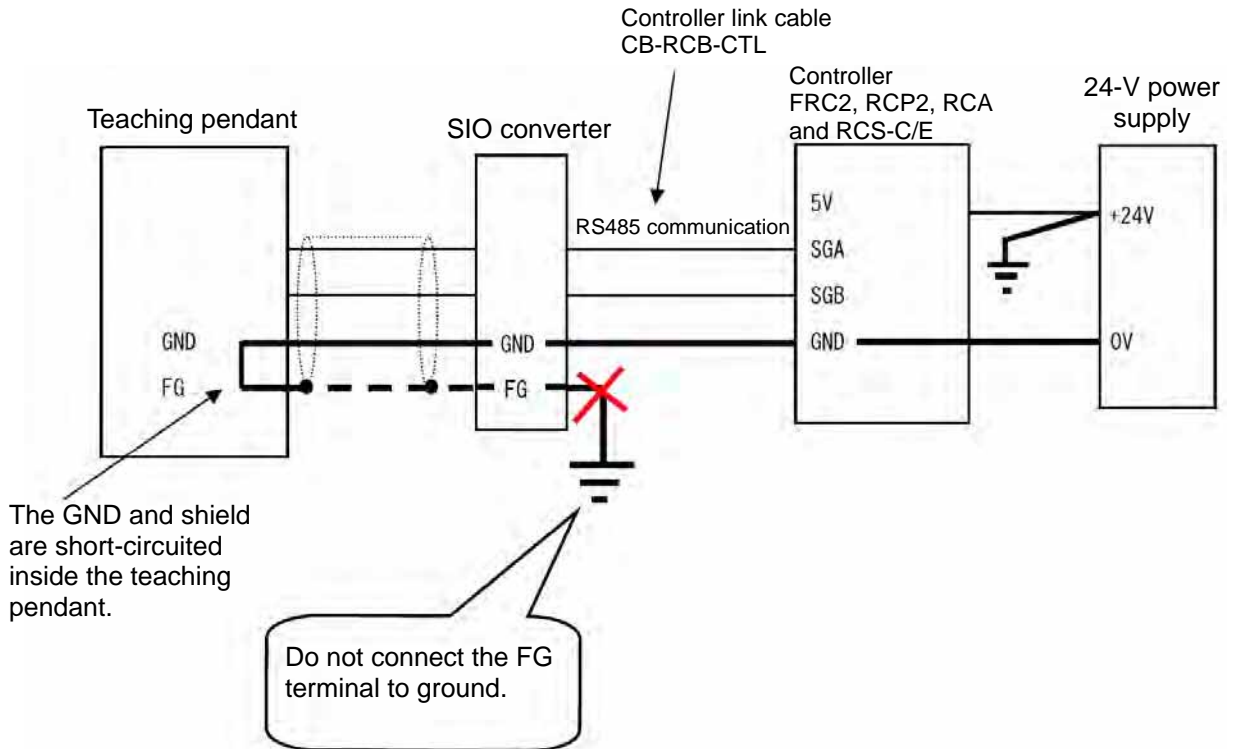 Controller link cable
CB-RCB-CTL
Controller
FRC2, RCP2, RCA
and RCS-C/E
24-V power
supply
Teaching pendant
SIO converter
5V
+24V
RS485 communication
SGA
SGB
GND
GND
GND
0V
FG
FG
The GND and shield
are short-circuited
inside the teaching
pendant.
Do not connect the FG
terminal to ground.